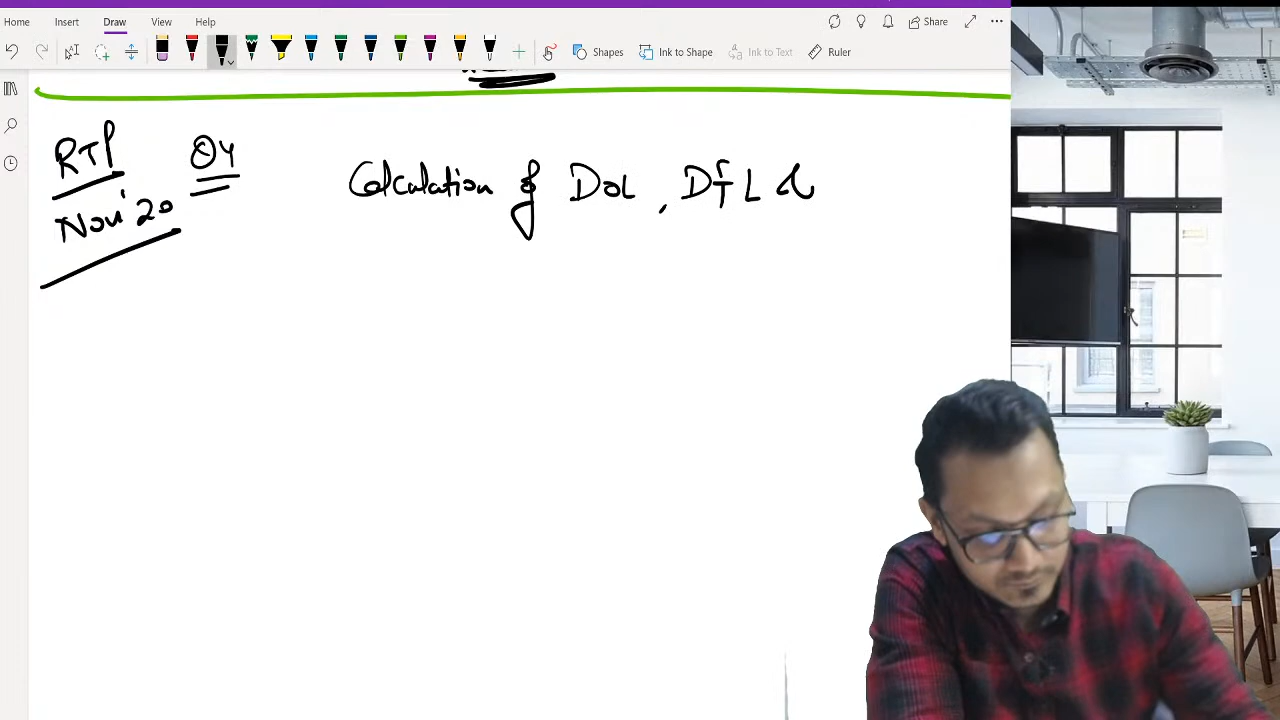 Home Insert Draw View Help Share
Shapes Ink to Shape Ink to Text Ruler
RTP Q4
Nov' 20
Calculation of DOL, DFL &